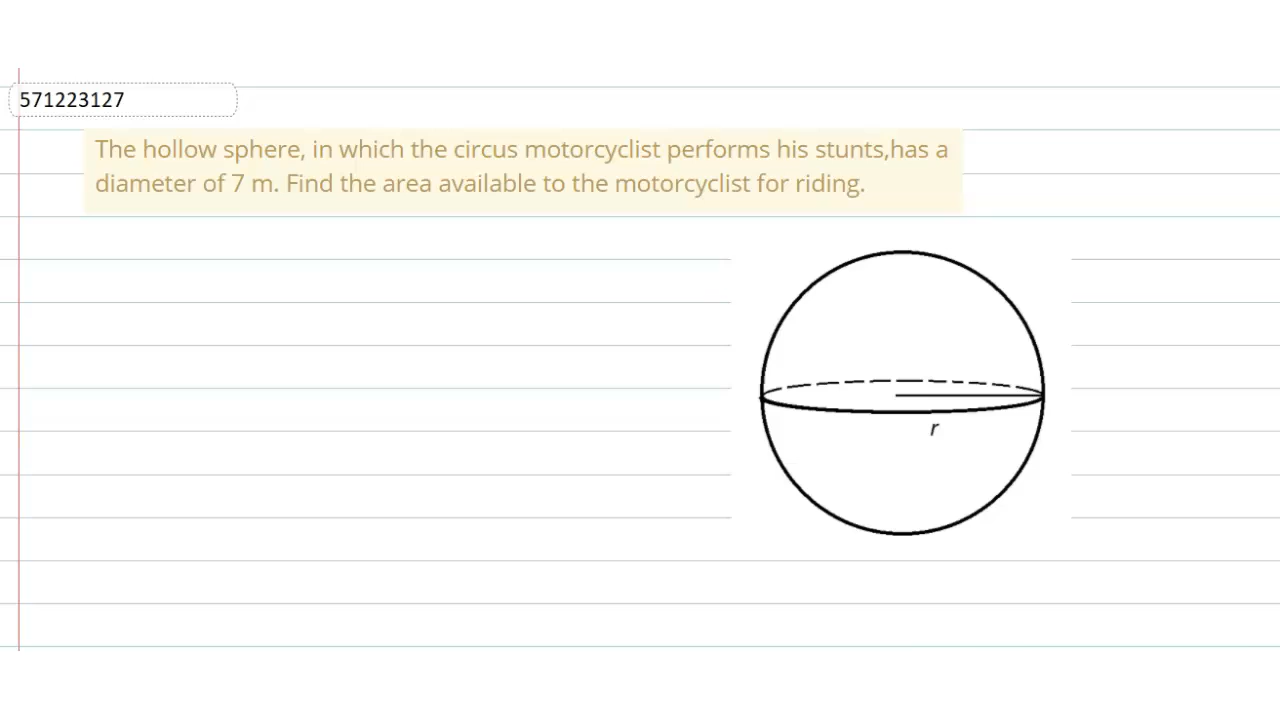 571223127
The hollow sphere, in which the circus motorcyclist performs his stunts,has a
diameter of 7 m. Find the area available to the motorcyclist for riding.
r